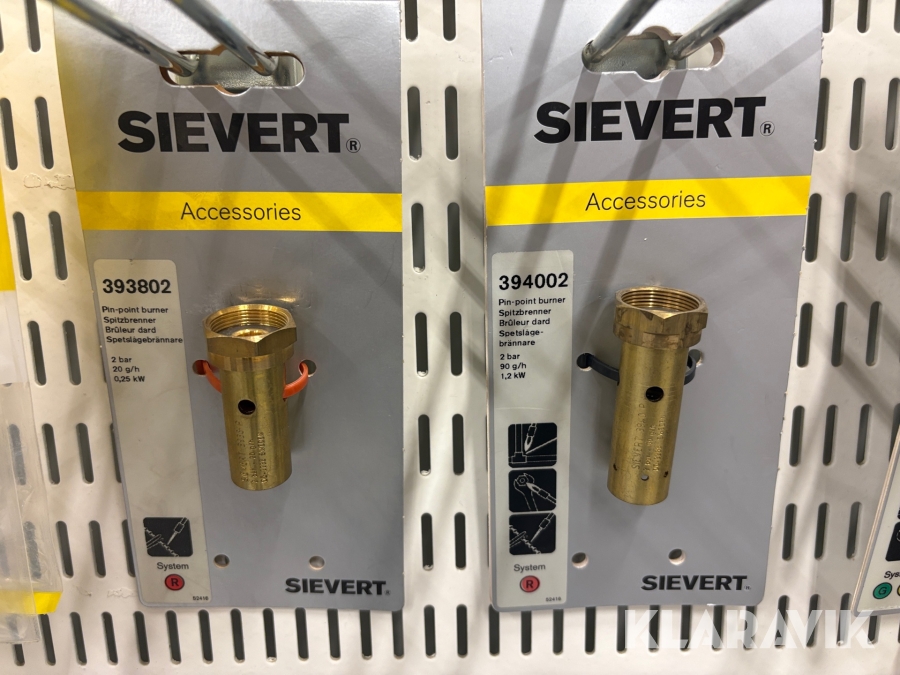 SIEVERT®
Accessories
393802
Pin-point burner
Spitzbrenner
Brûleur dard
Spetslågebrännare
2 bar
20 g/h
0,25 kW
System
R
SIEVERT
SIEVERT®
Accessories
394002
Pin-point burner
Spitzbrenner
Brûleur dard
Spetslåge-
brännare
2 bar
90 g/h
1,2 kW
SIEVERT
System
R
SIEVERT
G
KLARAVIK